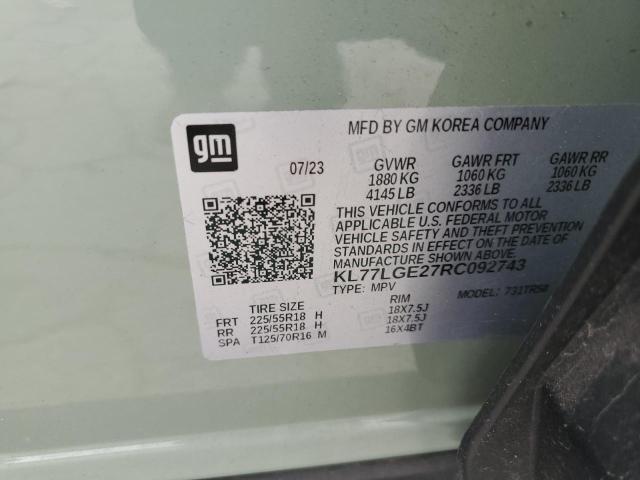 gm
MFD BY GM KOREA COMPANY
07/23 GVWR GAWR FRT GAWR RR
1880 KG 1060 KG 1060 KG
4145 LB 2336 LB 2336 LB
THIS VEHICLE CONFORMS TO ALL
APPLICABLE U.S. FEDERAL MOTOR
VEHICLE SAFETY AND THEFT PREVENTION
STANDARDS IN EFFECT ON THE DATE OF
MANUFACTURE SHOWN ABOVE.
KL77LGE27RC092743
TYPE: MPV MODEL: 731TR58
TIRE SIZE RIM
FRT 225/55R18 H 18X7.5J
RR 225/55R18 H 18X7.5J
SPA T125/70R16 M 16X4BT